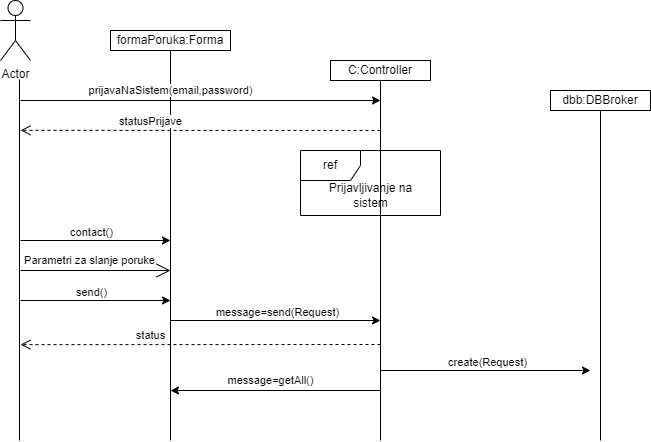 formaPoruka:Forma
Actor
C:Controller
prijavaNaSistem(email,password)
dbb:DBBroker
statusPrijave
ref
Prijavljivanje na
sistem
contact()
Parametri za slanje poruke
send()
message=send(Request)
status
create(Request)
message=getAll()